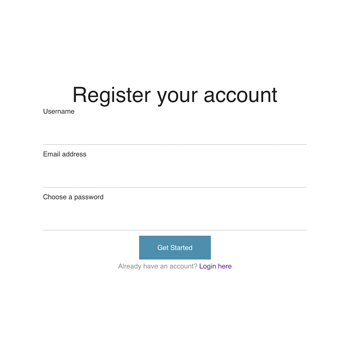 Register your account
Username
Email address
Choose a password
Get Started
Already have an account? Login here